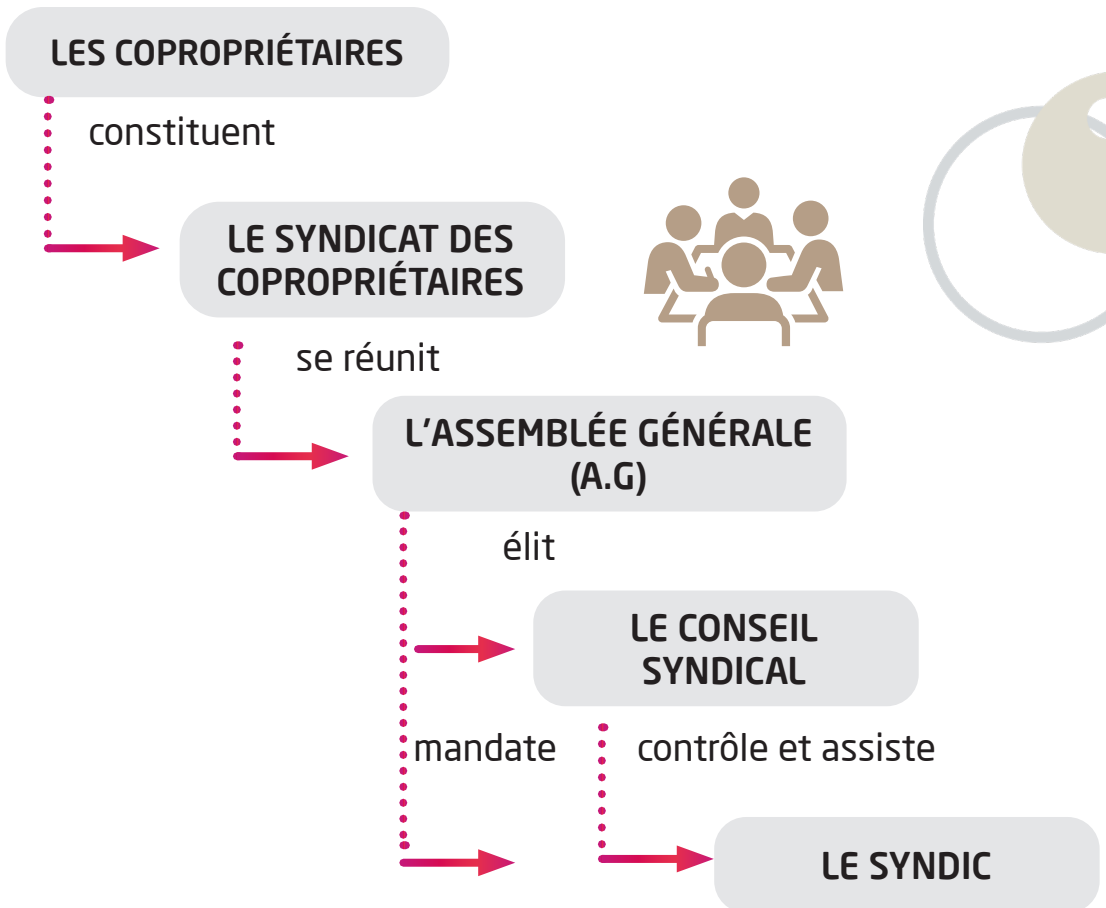 LES COPROPRIÉTAIRES
constituent
LE SYNDICAT DES
COPROPRIÉTAIRES
se réunit
L'ASSEMBLÉE GÉNÉRALE
(A.G)
élit
LE CONSEIL
SYNDICAL
mandate
contrôle et assiste
LE SYNDIC